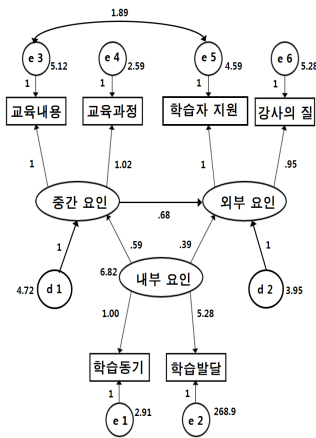 1.89
e 3 e 4 e 5 e 6
5.12 2.59 4.59 5.28
1 1 1 1
교육내용 교육과정 학습자 지원 강사의 질
1 1.02 1 .95
중간 요인 외부 요인
.68
1 .59 .39 1
6.82 내부 요인
4.72 d 1 d 2 3.95
1.00 5.28
학습동기 학습발달
1 1
e 1 2.91 e 2 268.9